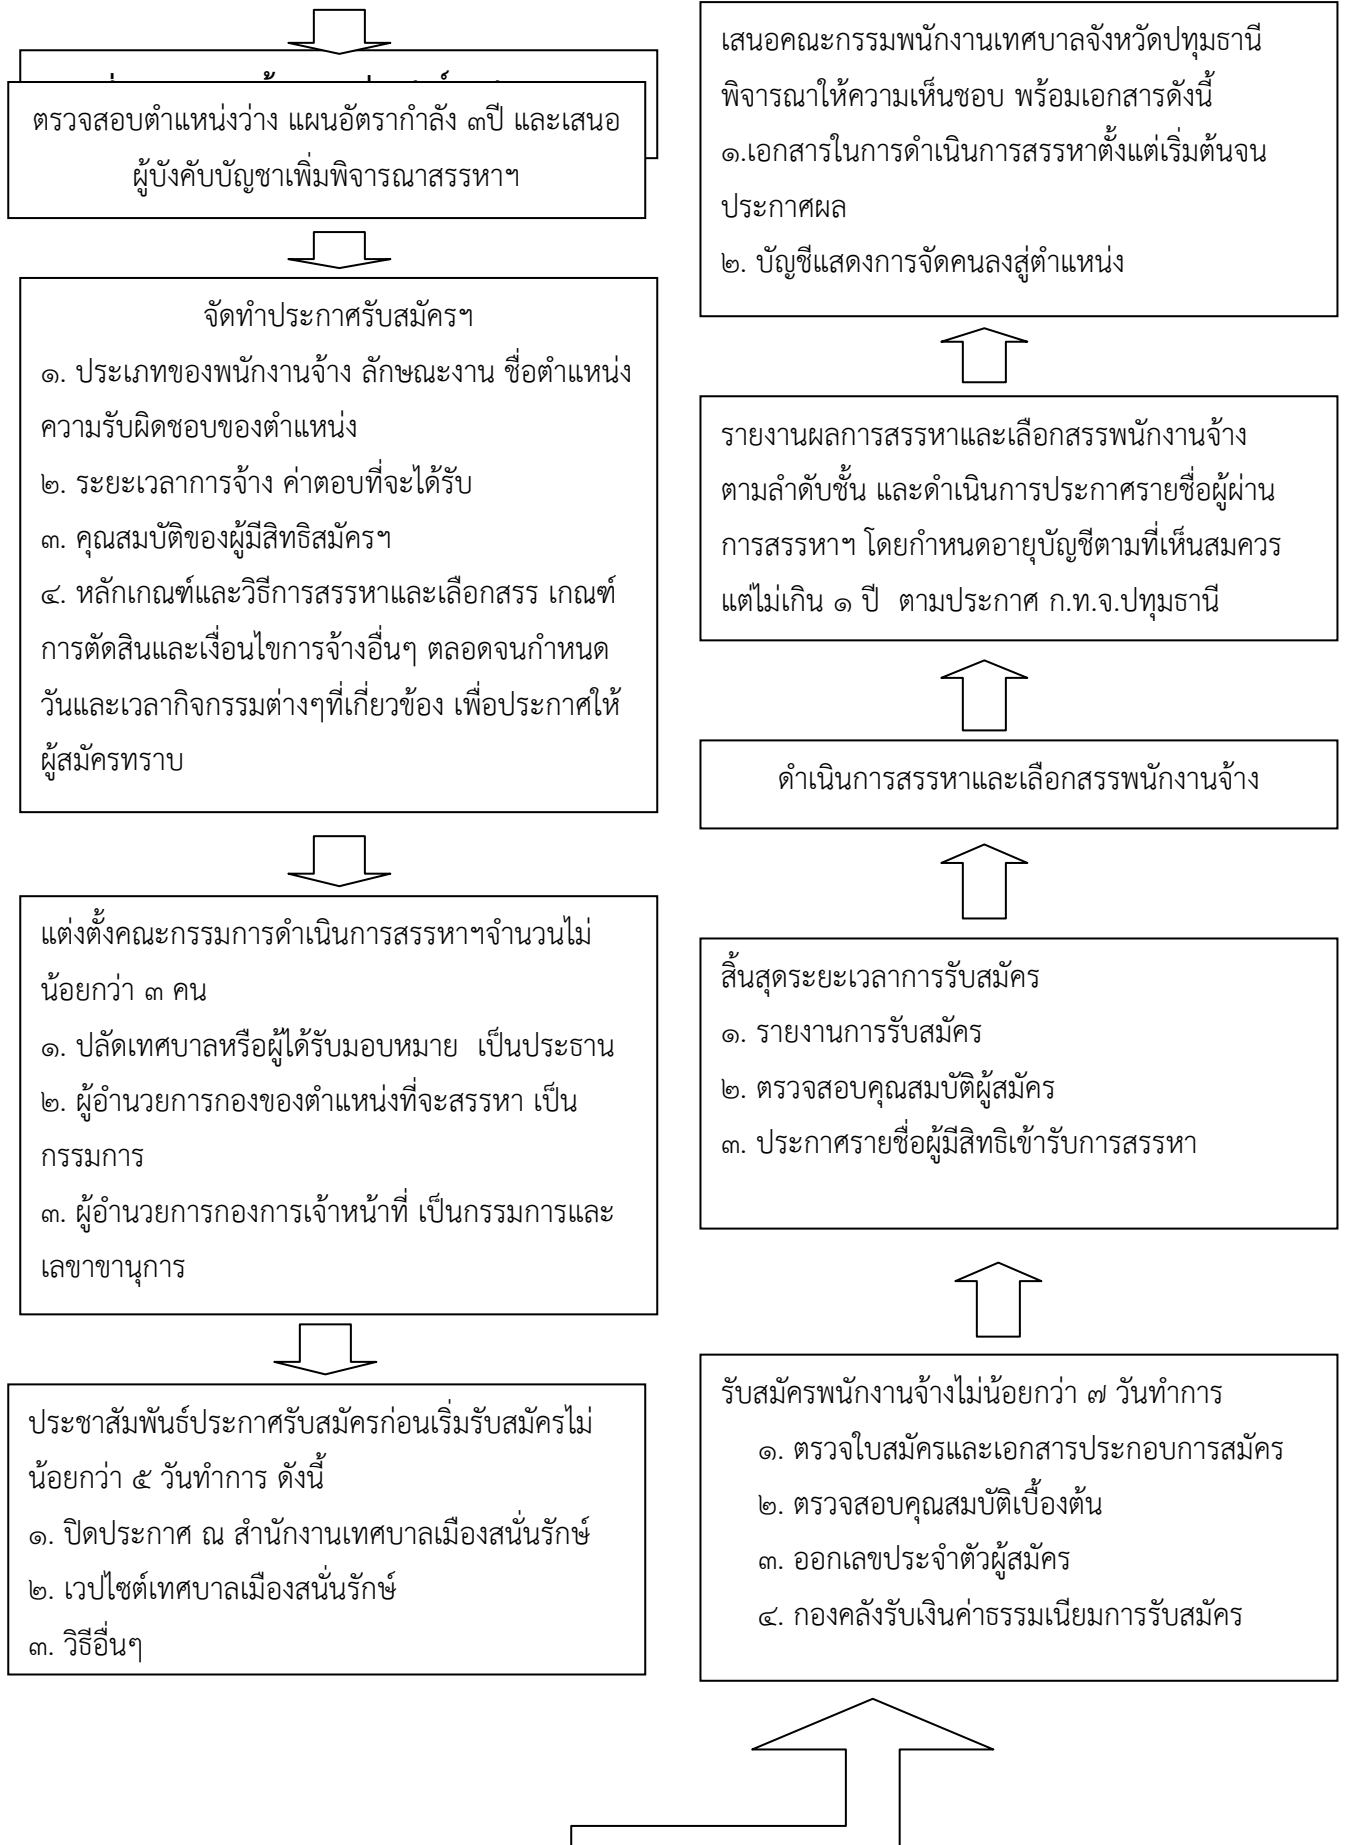 ตรวจสอบตำแหน่งว่าง แผนอัตรากำลัง ๓ปี และเสนอ
ผู้บังคับบัญชาเพิ่มพิจารณาสรรหาฯ
จัดทำประกาศรับสมัครฯ
๑. ประเภทของพนักงานจ้าง ลักษณะงาน ชื่อตำแหน่ง
ความรับผิดชอบของตำแหน่ง
๒. ระยะเวลาการจ้าง ค่าตอบที่จะได้รับ
๓. คุณสมบัติของผู้มีสิทธิสมัครฯ
๔. หลักเกณฑ์และวิธีการสรรหาและเลือกสรร เกณฑ์
การตัดสินและเงื่อนไขการจ้างอื่นๆ ตลอดจนกำหนด
วันและเวลากิจกรรมต่างๆที่เกี่ยวข้อง เพื่อประกาศให้
ผู้สมัครทราบ
แต่งตั้งคณะกรรมการดำเนินการสรรหาฯจำนวนไม่
น้อยกว่า ๓ คน
๑. ปลัดเทศบาลหรือผู้ได้รับมอบหมาย  เป็นประธาน
๒. ผู้อำนวยการกองของตำแหน่งที่จะสรรหา เป็น
กรรมการ
๓. ผู้อำนวยการกองการเจ้าหน้าที่ เป็นกรรมการและ
เลขาขานุการ
ประชาสัมพันธ์ประกาศรับสมัครก่อนเริ่มรับสมัครไม่
น้อยกว่า ๕ วันทำการ ดังนี้
๑. ปิดประกาศ ณ สำนักงานเทศบาลเมืองสนั่นรักษ์
๒. เวปไซต์เทศบาลเมืองสนั่นรักษ์
๓. วิธีอื่นๆ
เสนอคณะกรรมพนักงานเทศบาลจังหวัดปทุมธานี
พิจารณาให้ความเห็นชอบ พร้อมเอกสารดังนี้
๑.เอกสารในการดำเนินการสรรหาตั้งแต่เริ่มต้นจน
ประกาศผล
๒. บัญชีแสดงการจัดคนลงสู่ตำแหน่ง
รายงานผลการสรรหาและเลือกสรรพนักงานจ้าง
ตามลำดับชั้น และดำเนินการประกาศรายชื่อผู้ผ่าน
การสรรหาฯ โดยกำหนดอายุบัญชีตามที่เห็นสมควร
แต่ไม่เกิน ๑ ปี  ตามประกาศ ก.ท.จ.ปทุมธานี
ดำเนินการสรรหาและเลือกสรรพนักงานจ้าง
สิ้นสุดระยะเวลาการรับสมัคร
๑. รายงานการรับสมัคร
๒. ตรวจสอบคุณสมบัติผู้สมัคร
๓. ประกาศรายชื่อผู้มีสิทธิเข้ารับการสรรหา
รับสมัครพนักงานจ้างไม่น้อยกว่า ๗ วันทำการ
๑. ตรวจใบสมัครและเอกสารประกอบการสมัคร
๒. ตรวจสอบคุณสมบัติเบื้องต้น
๓. ออกเลขประจำตัวผู้สมัคร
๔. กองคลังรับเงินค่าธรรมเนียมการรับสมัคร